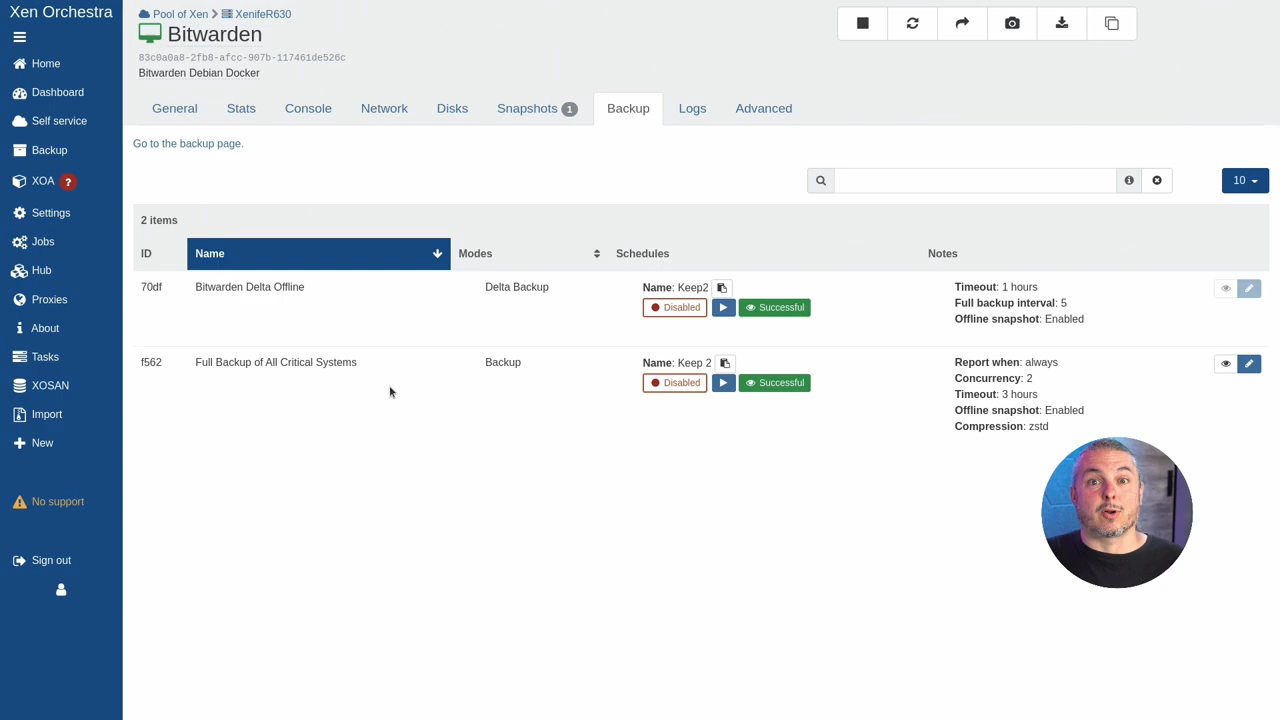 Xen Orchestra
Home
Dashboard
Self service
Backup
XOA ?
Settings
Jobs
Hub
Proxies
About
Tasks
XOSAN
Import
New
No support
Sign out
Pool of Xen XenifeR630
Bitwarden
83c0a0a8-2fb8-afcc-907b-117461de526c
Bitwarden Debian Docker
General Stats Console Network Disks Snapshots 1 Backup Logs Advanced
Go to the backup page.
10
2 items
ID Name Modes Schedules Notes
70df Bitwarden Delta Offline Delta Backup Name: Keep2 Timeout: 1 hours
Disabled Successful Full backup interval: 5
Offline snapshot: Enabled
f562 Full Backup of All Critical Systems Backup Name: Keep 2 Report when: always
Disabled Successful Concurrency: 2
Timeout: 3 hours
Offline snapshot: Enabled
Compression: zstd